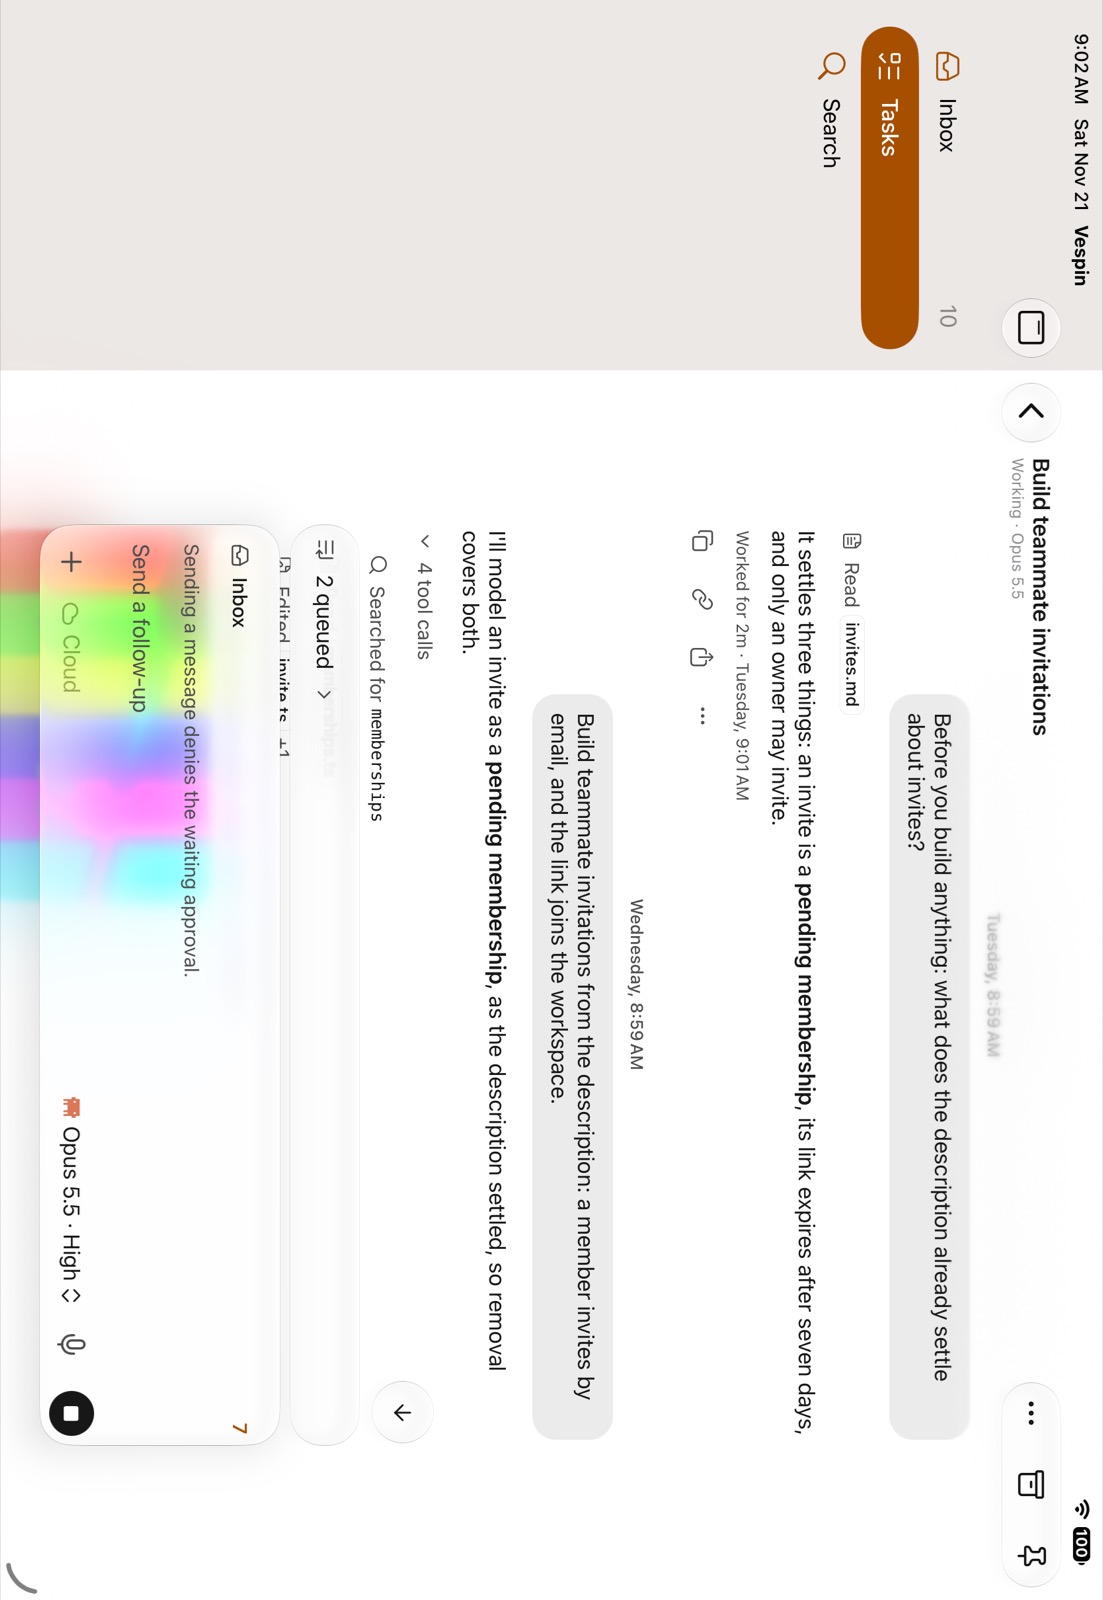 9:02 AM Sat Nov 21 Vespin
100
Inbox 10
Tasks
Search
Build teammate invitations
Working · Opus 5.5
Tuesday, 8:59 AM
Before you build anything: what does the description already settle
about invites?
Read invites.md
It settles three things: an invite is a pending membership, its link expires after seven days,
and only an owner may invite.
Worked for 2m · Tuesday, 9:01 AM
Wednesday, 8:59 AM
Build teammate invitations from the description: a member invites by
email, and the link joins the workspace.
I'll model an invite as a pending membership, as the description settled, so removal
covers both.
4 tool calls
Searched for memberships
2 queued
Edited invite.ts +1
Inbox 7
Sending a message denies the waiting approval.
Send a follow-up
Cloud
Opus 5.5 · High